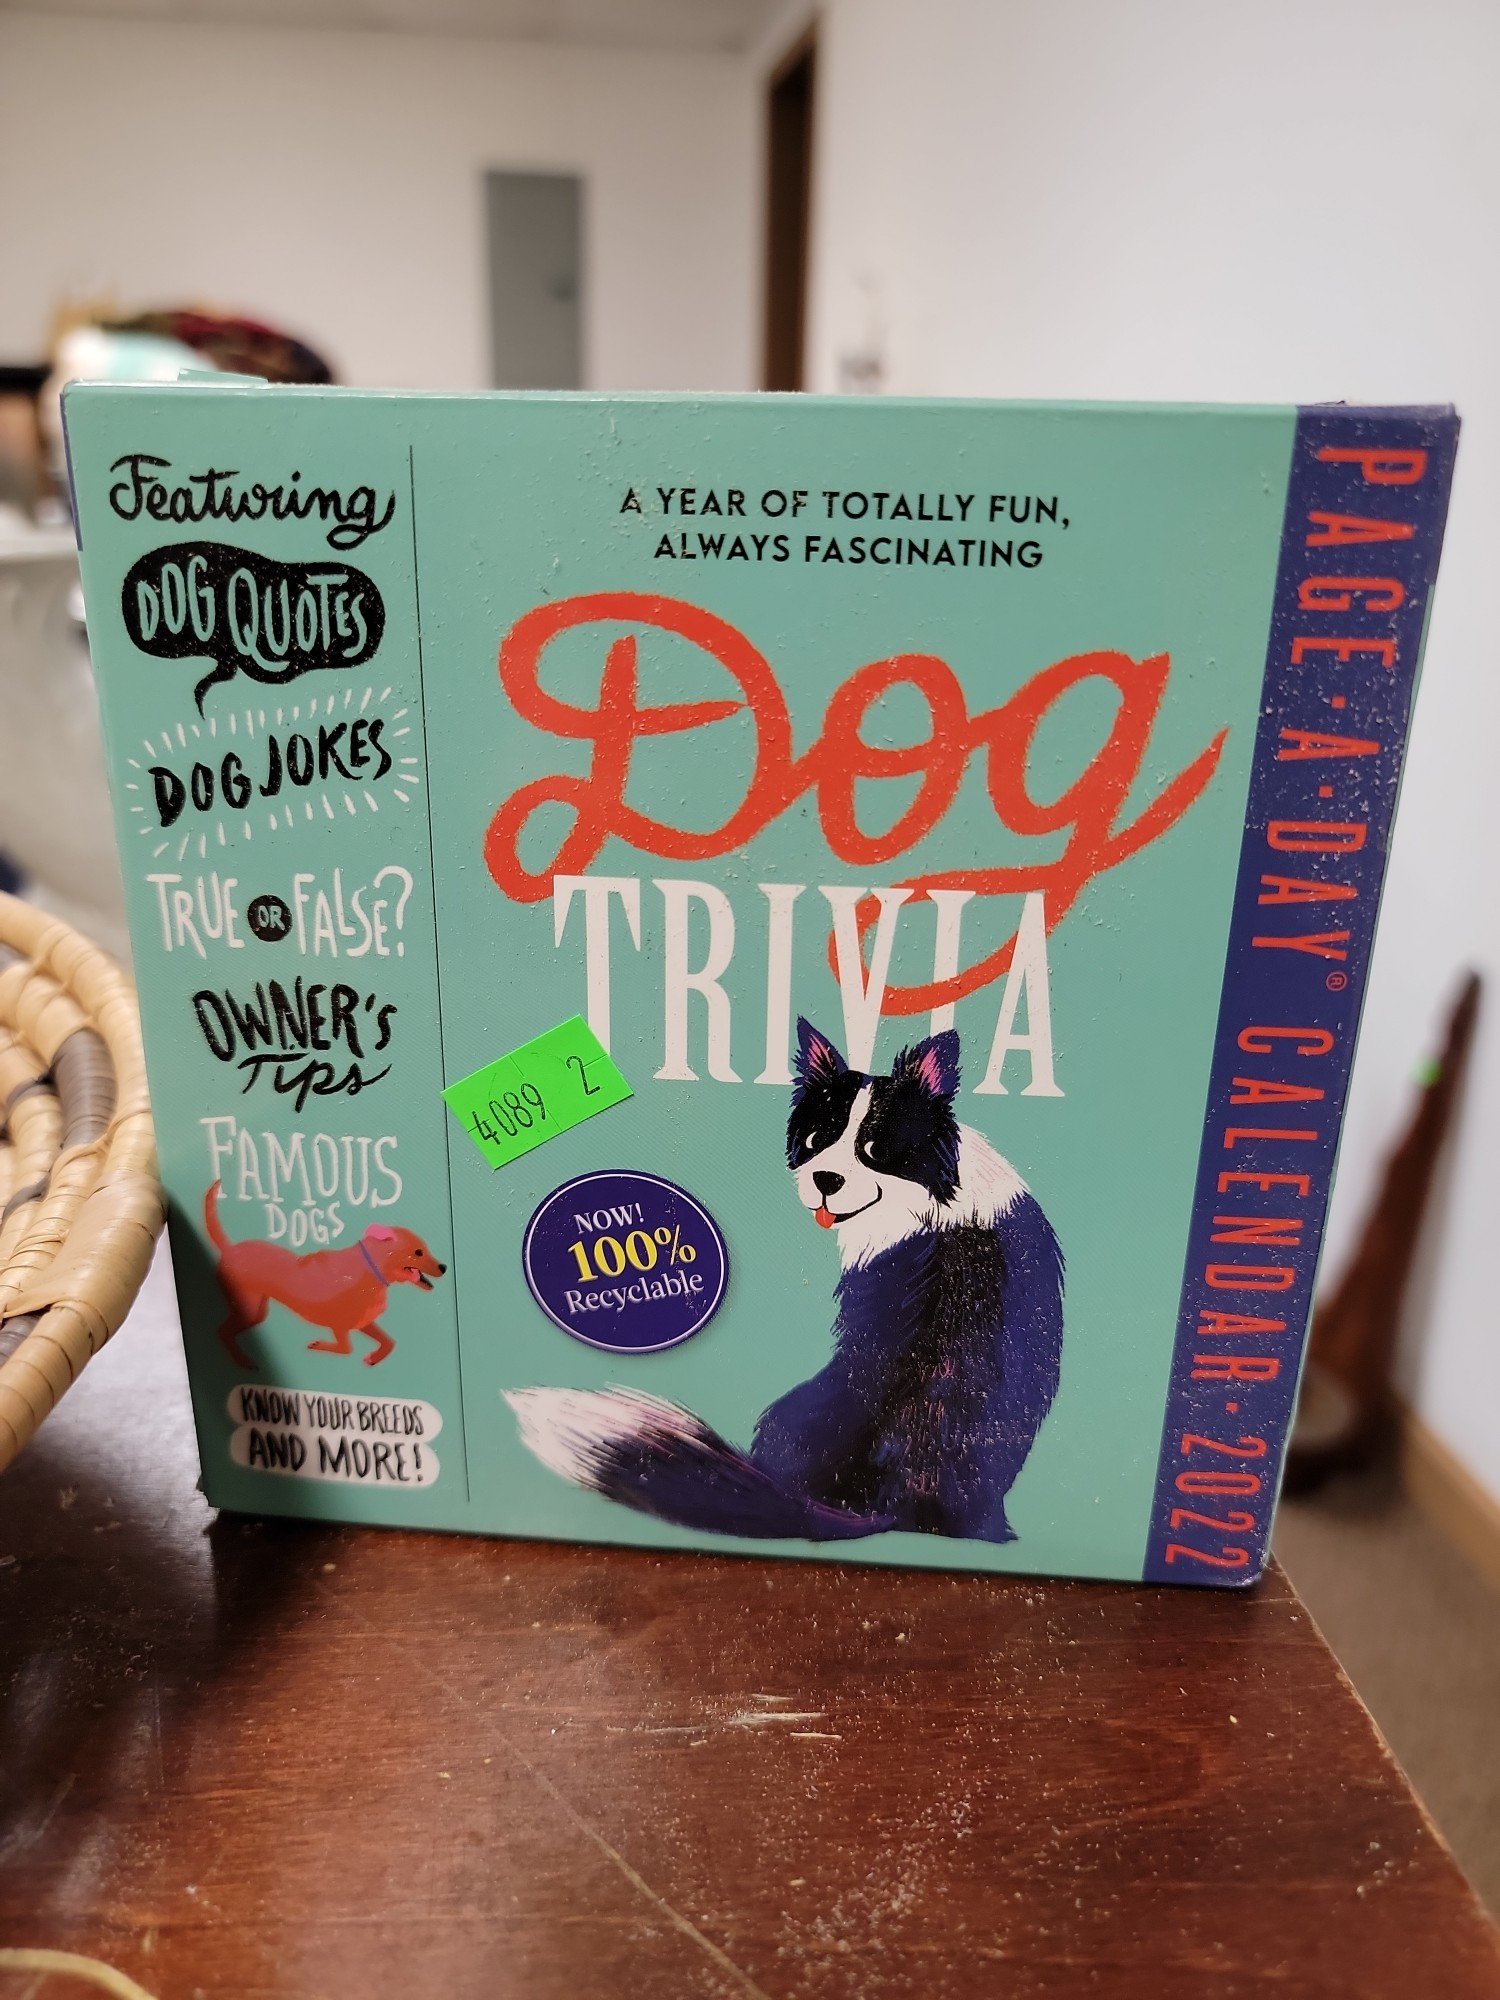 Featuring
DOG QUOTES
DOG JOKES
TRUE OR FALSE?
OWNER'S
Tips
FAMOUS
DOGS
KNOW YOUR BREEDS
AND MORE!
A YEAR OF TOTALLY FUN,
ALWAYS FASCINATING
Dog
TRIVIA
4089 2
NOW!
100%
Recyclable
PAGE·A·DAY® CALENDAR·2022